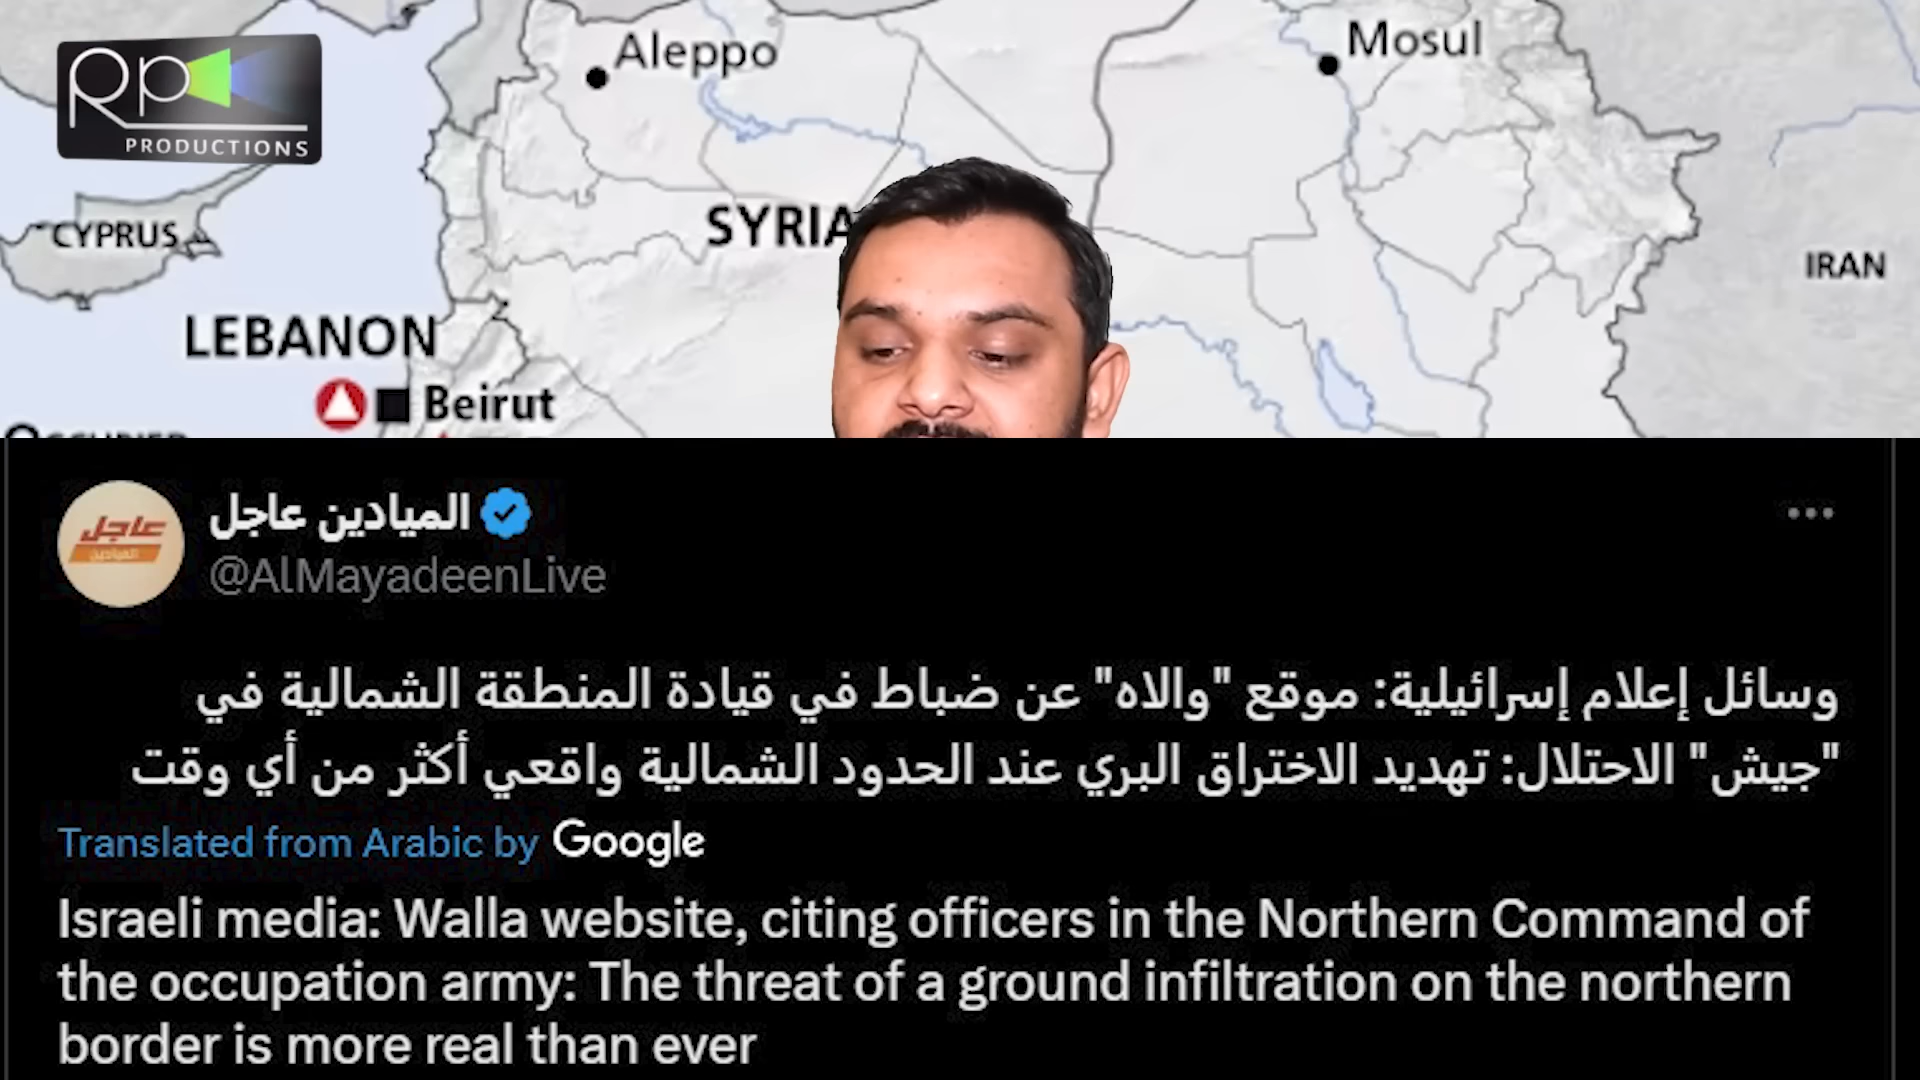 Aleppo
Mosul
Rp
PRODUCTIONS
SYRIA
CYPRUS
IRAN
LEBANON
Beirut
عاجل
الميادين
الميادين عاجل
@AlMayadeenLive
وسائل إعلام إسرائيلية: موقع "والاه" عن ضباط في قيادة المنطقة الشمالية في
"جيش" الاحتلال: تهديد الاختراق البري عند الحدود الشمالية واقعي أكثر من أي وقت
Translated from Arabic by Google
Israeli media: Walla website, citing officers in the Northern Command of
the occupation army: The threat of a ground infiltration on the northern
border is more real than ever